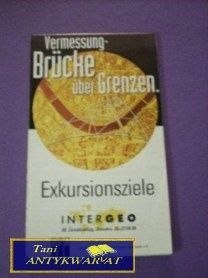 Vermessung-
Brücke
über Grenzen.
Exkursionsziele
INTERGEO
Tani
ANTYKWARIAT